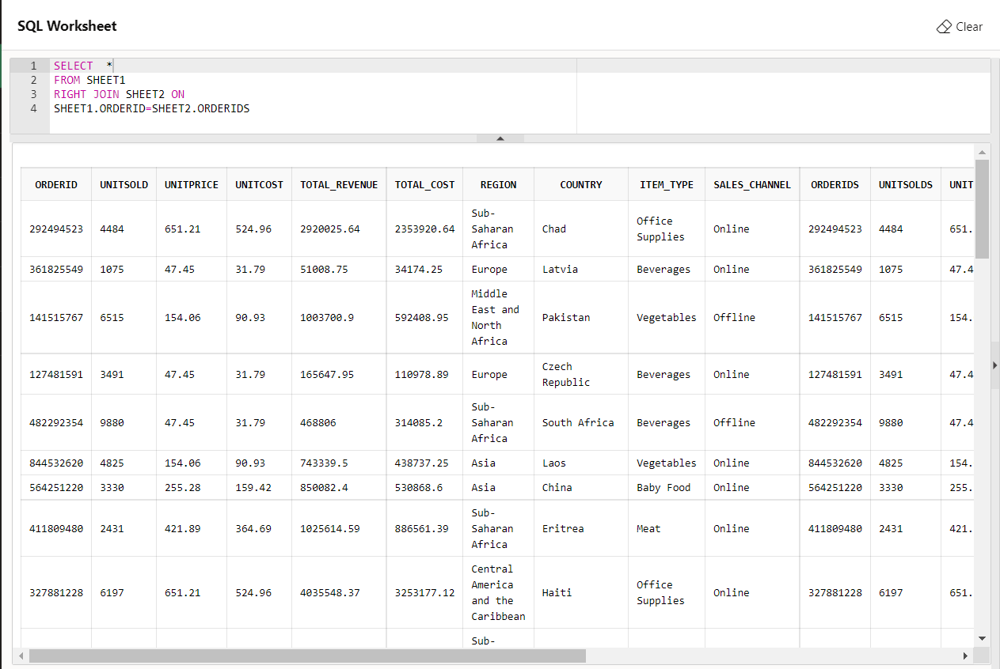 SQL Worksheet
Clear
1 SELECT *
2 FROM SHEET1
3 RIGHT JOIN SHEET2 ON
4 SHEET1.ORDERID=SHEET2.ORDERIDS
ORDERID UNITSOLD UNITPRICE UNITCOST TOTAL_REVENUE TOTAL_COST REGION COUNTRY ITEM_TYPE SALES_CHANNEL ORDERIDS UNITSOLDS UNIT
292494523 4484 651.21 524.96 2920025.64 2353920.64 Sub-Saharan Africa Chad Office Supplies Online 292494523 4484 651.
361825549 1075 47.45 31.79 51008.75 34174.25 Europe Latvia Beverages Online 361825549 1075 47.4
141515767 6515 154.06 90.93 1003700.9 592408.95 Middle East and North Africa Pakistan Vegetables Offline 141515767 6515 154.
127481591 3491 47.45 31.79 165647.95 110978.89 Europe Czech Republic Beverages Online 127481591 3491 47.4
482292354 9880 47.45 31.79 468806 314085.2 Sub-Saharan Africa South Africa Beverages Offline 482292354 9880 47.4
844532620 4825 154.06 90.93 743339.5 438737.25 Asia Laos Vegetables Online 844532620 4825 154.
564251220 3330 255.28 159.42 850082.4 530868.6 Asia China Baby Food Online 564251220 3330 255.
411809480 2431 421.89 364.69 1025614.59 886561.39 Sub-Saharan Africa Eritrea Meat Online 411809480 2431 421.
327881228 6197 651.21 524.96 4035548.37 3253177.12 Central America and the Caribbean Haiti Office Supplies Online 327881228 6197 651.
Sub-